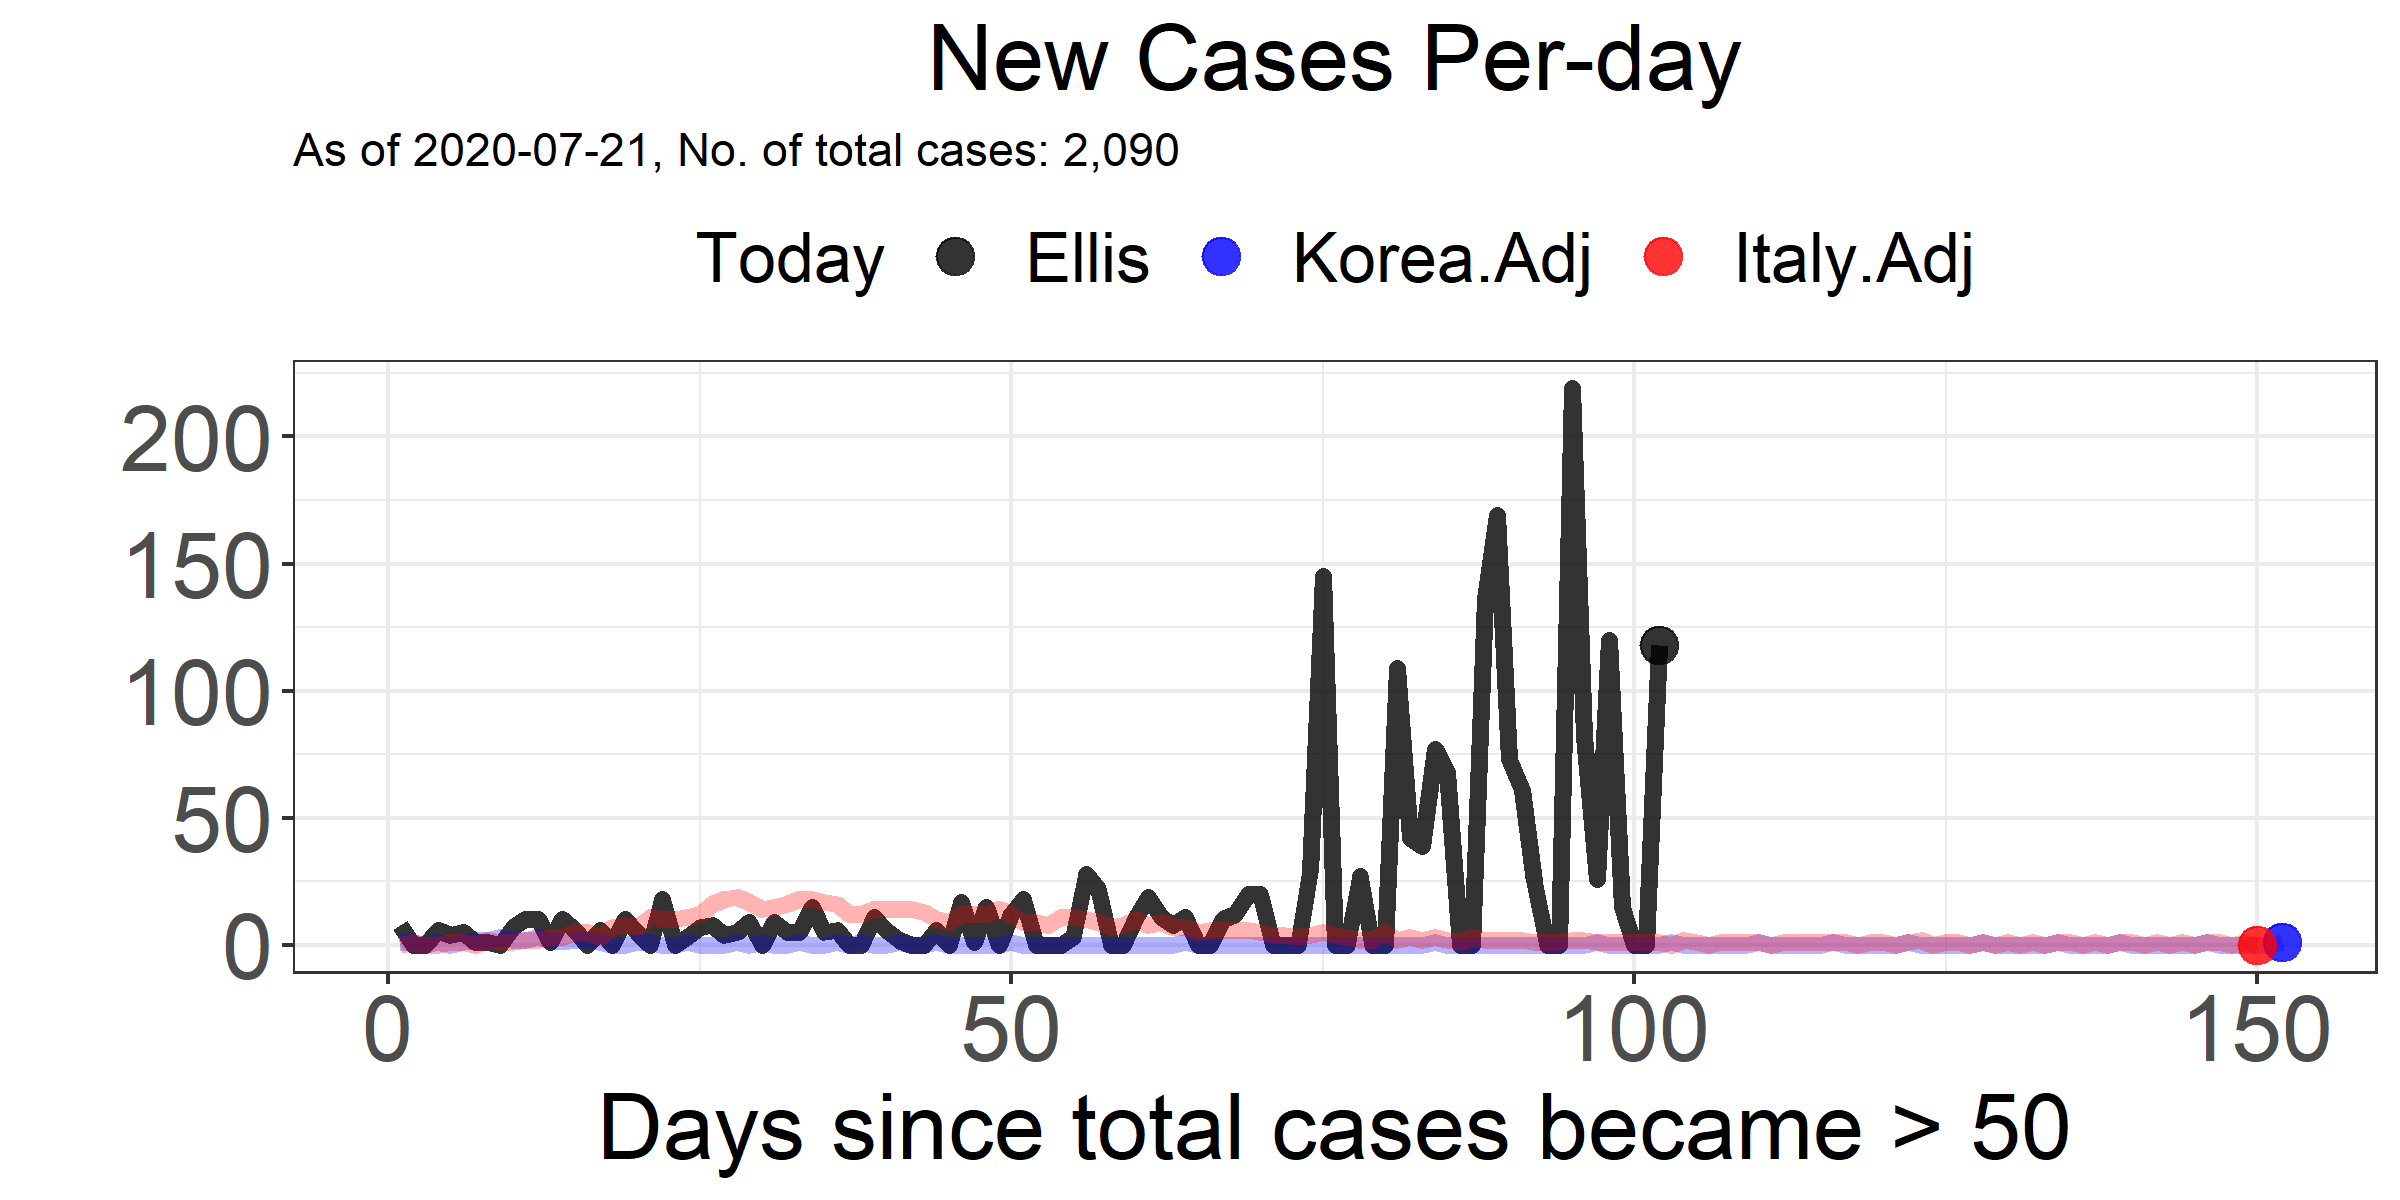 New Cases Per-day
As of 2020-07-21, No. of total cases: 2,090
Today Ellis Korea.Adj Italy.Adj
200
150
100
50
0
0 50 100 150
Days since total cases became > 50